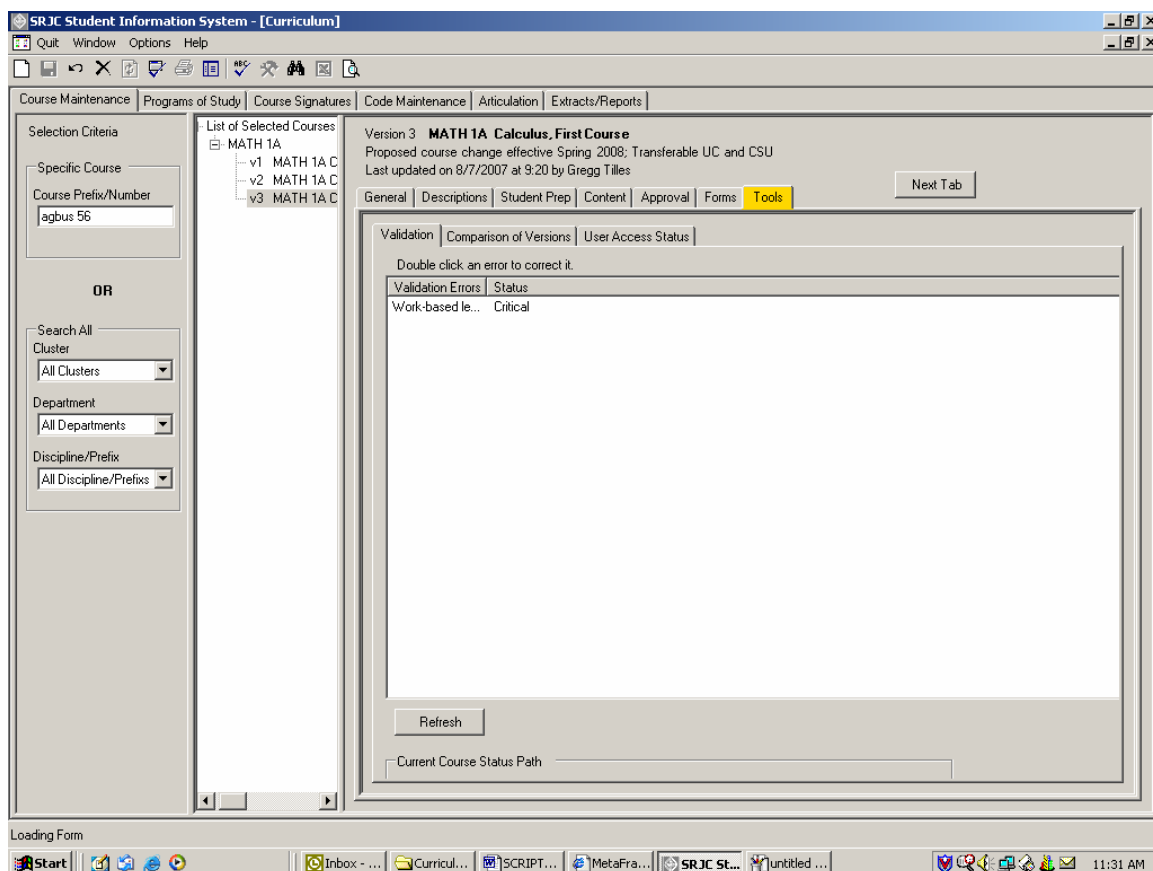 SRJC Student Information System - [Curriculum]
Quit Window Options Help
ABC
Course Maintenance Programs of Study Course Signatures Code Maintenance Articulation Extracts/Reports
Selection Criteria
Specific Course
Course Prefix/Number
agbus 56
OR
Search All
Cluster
All Clusters
Department
All Departments
Discipline/Prefix
All Discipline/Prefixs
List of Selected Courses
MATH 1A
v1 MATH 1A C
v2 MATH 1A C
v3 MATH 1A C
Version 3 MATH 1A Calculus, First Course
Proposed course change effective Spring 2008; Transferable UC and CSU
Last updated on 8/7/2007 at 9:20 by Gregg Tilles
Next Tab
General Descriptions Student Prep Content Approval Forms Tools
Validation Comparison of Versions User Access Status
Double click an error to correct it.
Validation Errors Status
Work-based le... Critical
Refresh
Current Course Status Path
Loading Form
Start Inbox - ... Curricul... SCRIPT... MetaFra... SRJC St... untitled ... 11:31 AM